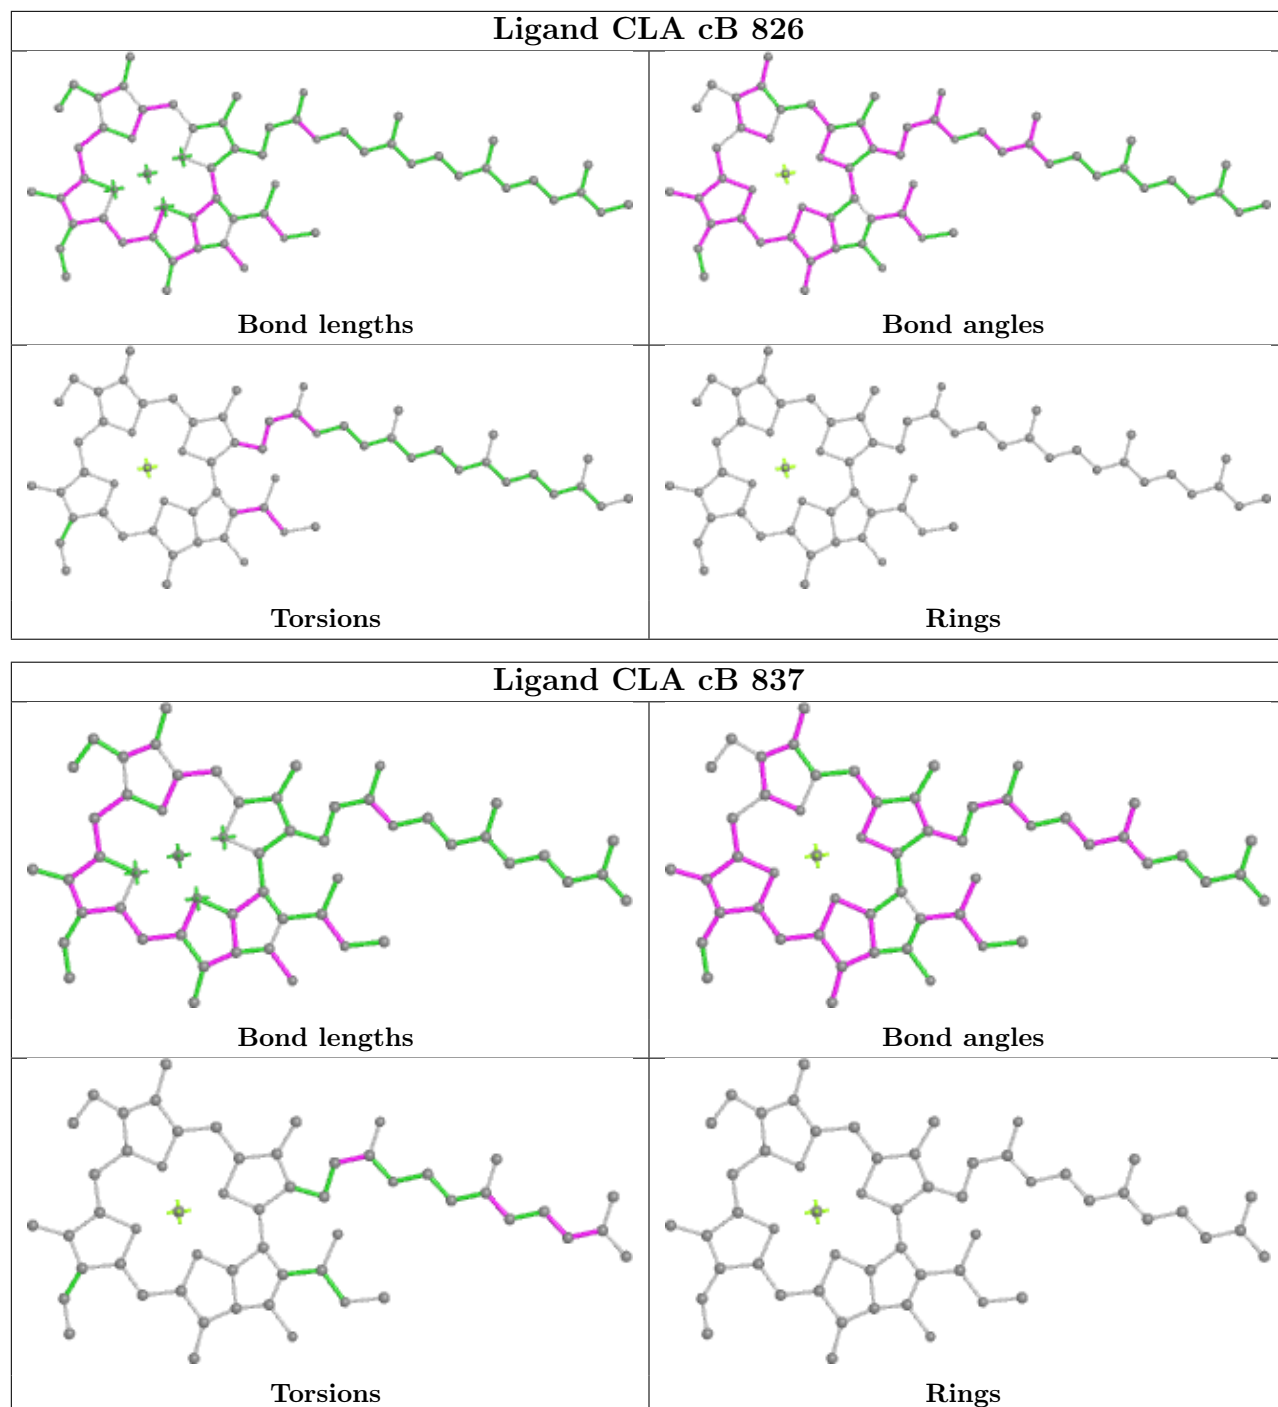 Ligand CLA cB 826
Bond lengths
Bond angles
Torsions
Rings
Ligand CLA cB 837
Bond lengths
Bond angles
Torsions
Rings